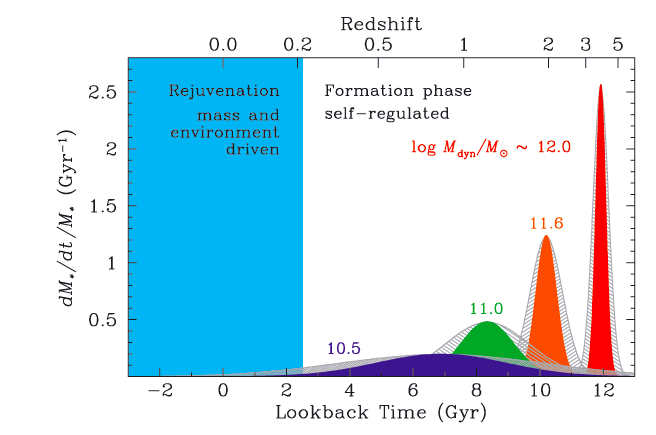 Redshift
0.0 0.2 0.5 1 2 3 5
Rejuvenation
mass and
environment
driven
Formation phase
self-regulated
log M_dyn/M_⊙ ~ 12.0
11.6
11.0
10.5
dM_*/dt/M_* (Gyr⁻¹)
2.5
2
1.5
1
0.5
−2 0 2 4 6 8 10 12
Lookback Time (Gyr)